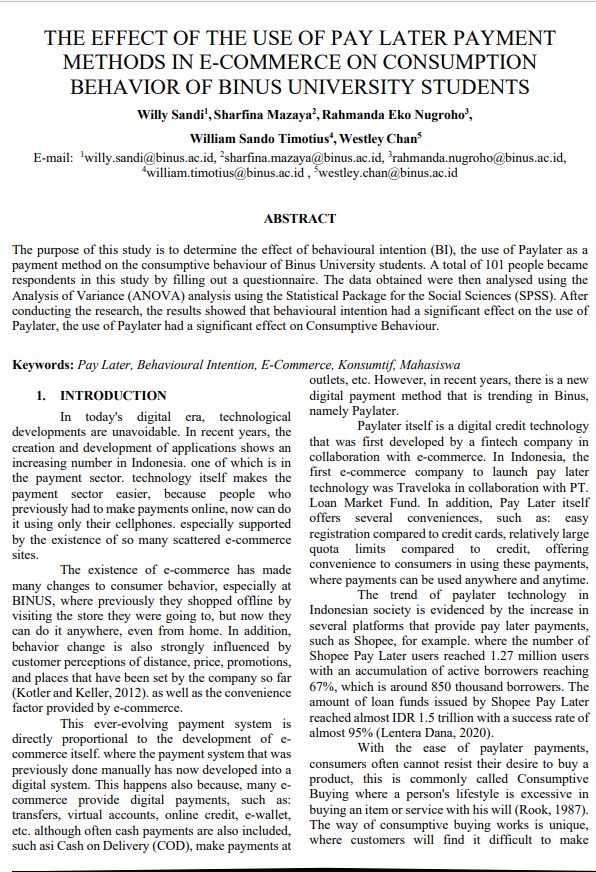 THE EFFECT OF THE USE OF PAY LATER PAYMENT
METHODS IN E-COMMERCE ON CONSUMPTION
BEHAVIOR OF BINUS UNIVERSITY STUDENTS
Willy Sandi¹, Sharfina Mazaya², Rahmanda Eko Nugroho³,
William Sando Timotius⁴, Westley Chan⁵
E-mail: ¹willy.sandi@binus.ac.id, ²sharfina.mazaya@binus.ac.id, ³rahmanda.nugroho@binus.ac.id,
⁴william.timotius@binus.ac.id , ⁵westley.chan@binus.ac.id
ABSTRACT
The purpose of this study is to determine the effect of behavioural intention (BI), the use of Paylater as a
payment method on the consumptive behaviour of Binus University students. A total of 101 people became
respondents in this study by filling out a questionnaire. The data obtained were then analysed using the
Analysis of Variance (ANOVA) analysis using the Statistical Package for the Social Sciences (SPSS). After
conducting the research, the results showed that behavioural intention had a significant effect on the use of
Paylater, the use of Paylater had a significant effect on Consumptive Behaviour.
Keywords: Pay Later, Behavioural Intention, E-Commerce, Konsumtif, Mahasiswa
1. INTRODUCTION
In today's digital era, technological
developments are unavoidable. In recent years, the
creation and development of applications shows an
increasing number in Indonesia. one of which is in
the payment sector. technology itself makes the
payment sector easier, because people who
previously had to make payments online, now can do
it using only their cellphones. especially supported
by the existence of so many scattered e-commerce
sites.
The existence of e-commerce has made
many changes to consumer behavior, especially at
BINUS, where previously they shopped offline by
visiting the store they were going to, but now they
can do it anywhere, even from home. In addition,
behavior change is also strongly influenced by
customer perceptions of distance, price, promotions,
and places that have been set by the company so far
(Kotler and Keller, 2012). as well as the convenience
factor provided by e-commerce.
This ever-evolving payment system is
directly proportional to the development of e-
commerce itself. where the payment system that was
previously done manually has now developed into a
digital system. This happens also because, many e-
commerce provide digital payments, such as:
transfers, virtual accounts, online credit, e-wallet,
etc. although often cash payments are also included,
such asi Cash on Delivery (COD), make payments at
outlets, etc. However, in recent years, there is a new
digital payment method that is trending in Binus,
namely Paylater.
Paylater itself is a digital credit technology
that was first developed by a fintech company in
collaboration with e-commerce. In Indonesia, the
first e-commerce company to launch pay later
technology was Traveloka in collaboration with PT.
Loan Market Fund. In addition, Pay Later itself
offers several conveniences, such as: easy
registration compared to credit cards, relatively large
quota limits compared to credit, offering
convenience to consumers in using these payments,
where payments can be used anywhere and anytime.
The trend of paylater technology in
Indonesian society is evidenced by the increase in
several platforms that provide pay later payments,
such as Shopee, for example. where the number of
Shopee Pay Later users reached 1.27 million users
with an accumulation of active borrowers reaching
67%, which is around 850 thousand borrowers. The
amount of loan funds issued by Shopee Pay Later
reached almost IDR 1.5 trillion with a success rate of
almost 95% (Lentera Dana, 2020).
With the ease of paylater payments,
consumers often cannot resist their desire to buy a
product, this is commonly called Consumptive
Buying where a person's lifestyle is excessive in
buying an item or service with his will (Rook, 1987).
The way of consumptive buying works is unique,
where customers will find it difficult to make